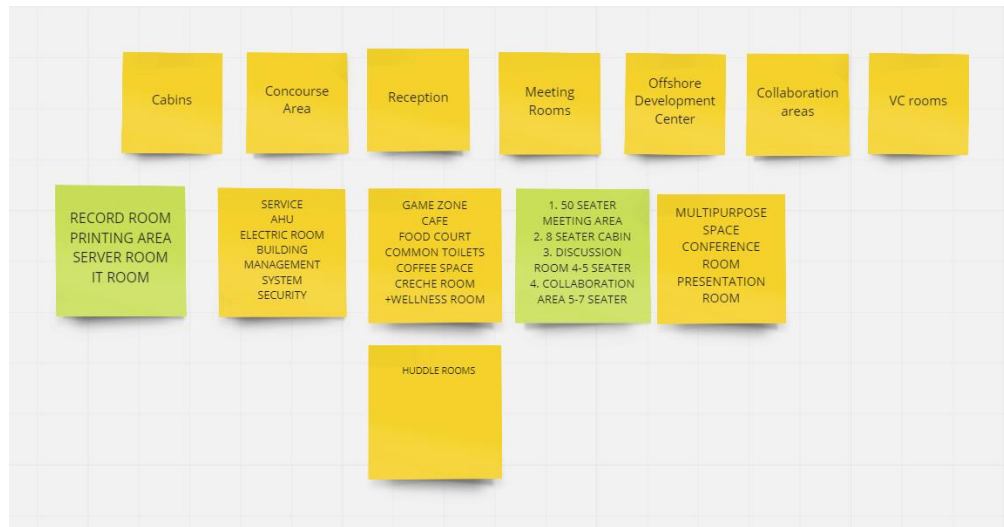 Cabins
Concourse
Area
Reception
Meeting
Rooms
Offshore
Development
Center
Collaboration
areas
VC rooms
RECORD ROOM
PRINTING AREA
SERVER ROOM
IT ROOM
SERVICE
AHU
ELECTRIC ROOM
BUILDING
MANAGEMENT
SYSTEM
SECURITY
GAME ZONE
CAFE
FOOD COURT
COMMON TOILETS
COFFEE SPACE
CRECHE ROOM
+WELLNESS ROOM
1. 50 SEATER
MEETING AREA
2. 8 SEATER CABIN
3. DISCUSSION
ROOM 4-5 SEATER
4. COLLABORATION
AREA 5-7 SEATER
MULTIPURPOSE
SPACE
CONFERENCE
ROOM
PRESENTATION
ROOM
HUDDLE ROOMS